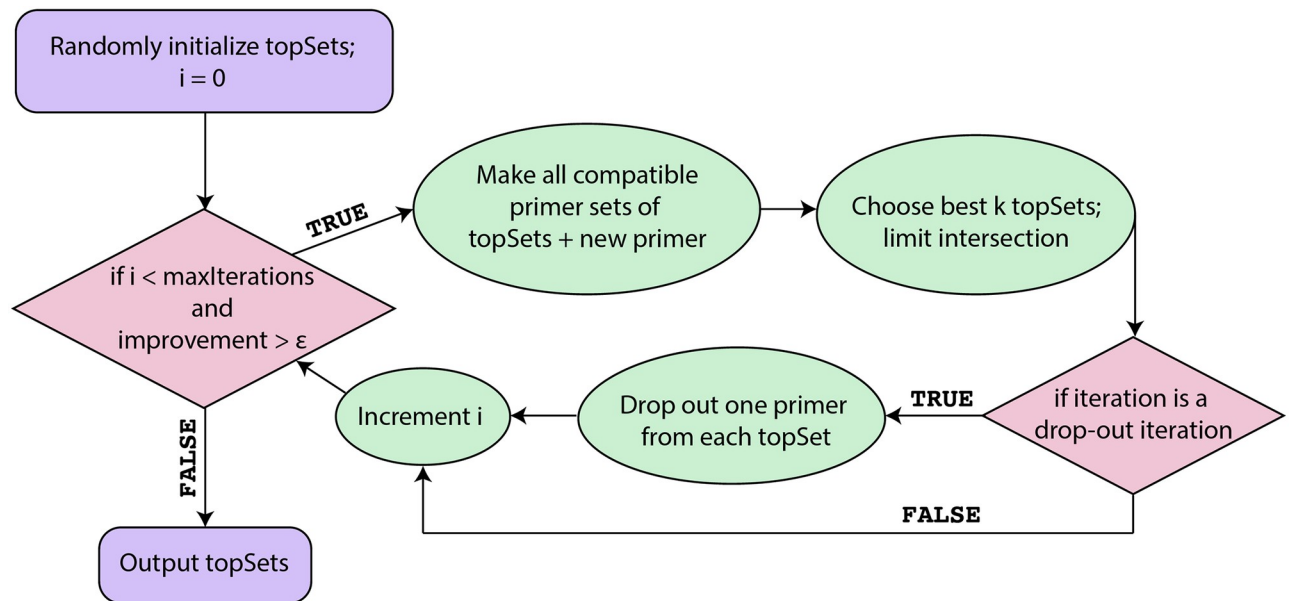 Randomly initialize topSets;
i = 0
TRUE
Make all compatible
primer sets of
topSets + new primer
Choose best k topSets;
limit intersection
if i < maxIterations
and
improvement > ε
Increment i
Drop out one primer
from each topSet
TRUE
if iteration is a
drop-out iteration
FALSE
FALSE
Output topSets